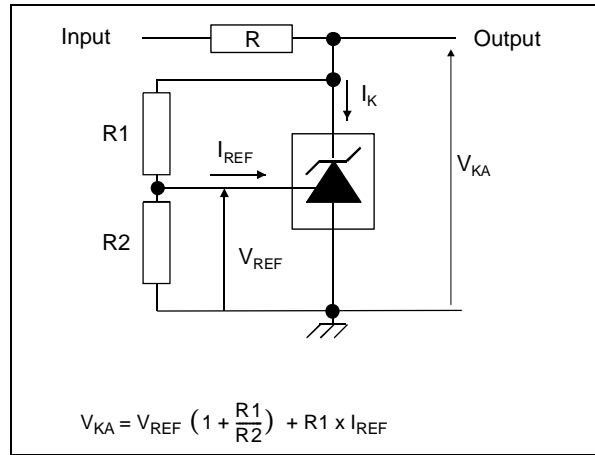 Input R Output
I_K
R1
I_REF
V_KA
R2
V_REF
V_KA = V_REF (1 + R1/R2) + R1 x I_REF